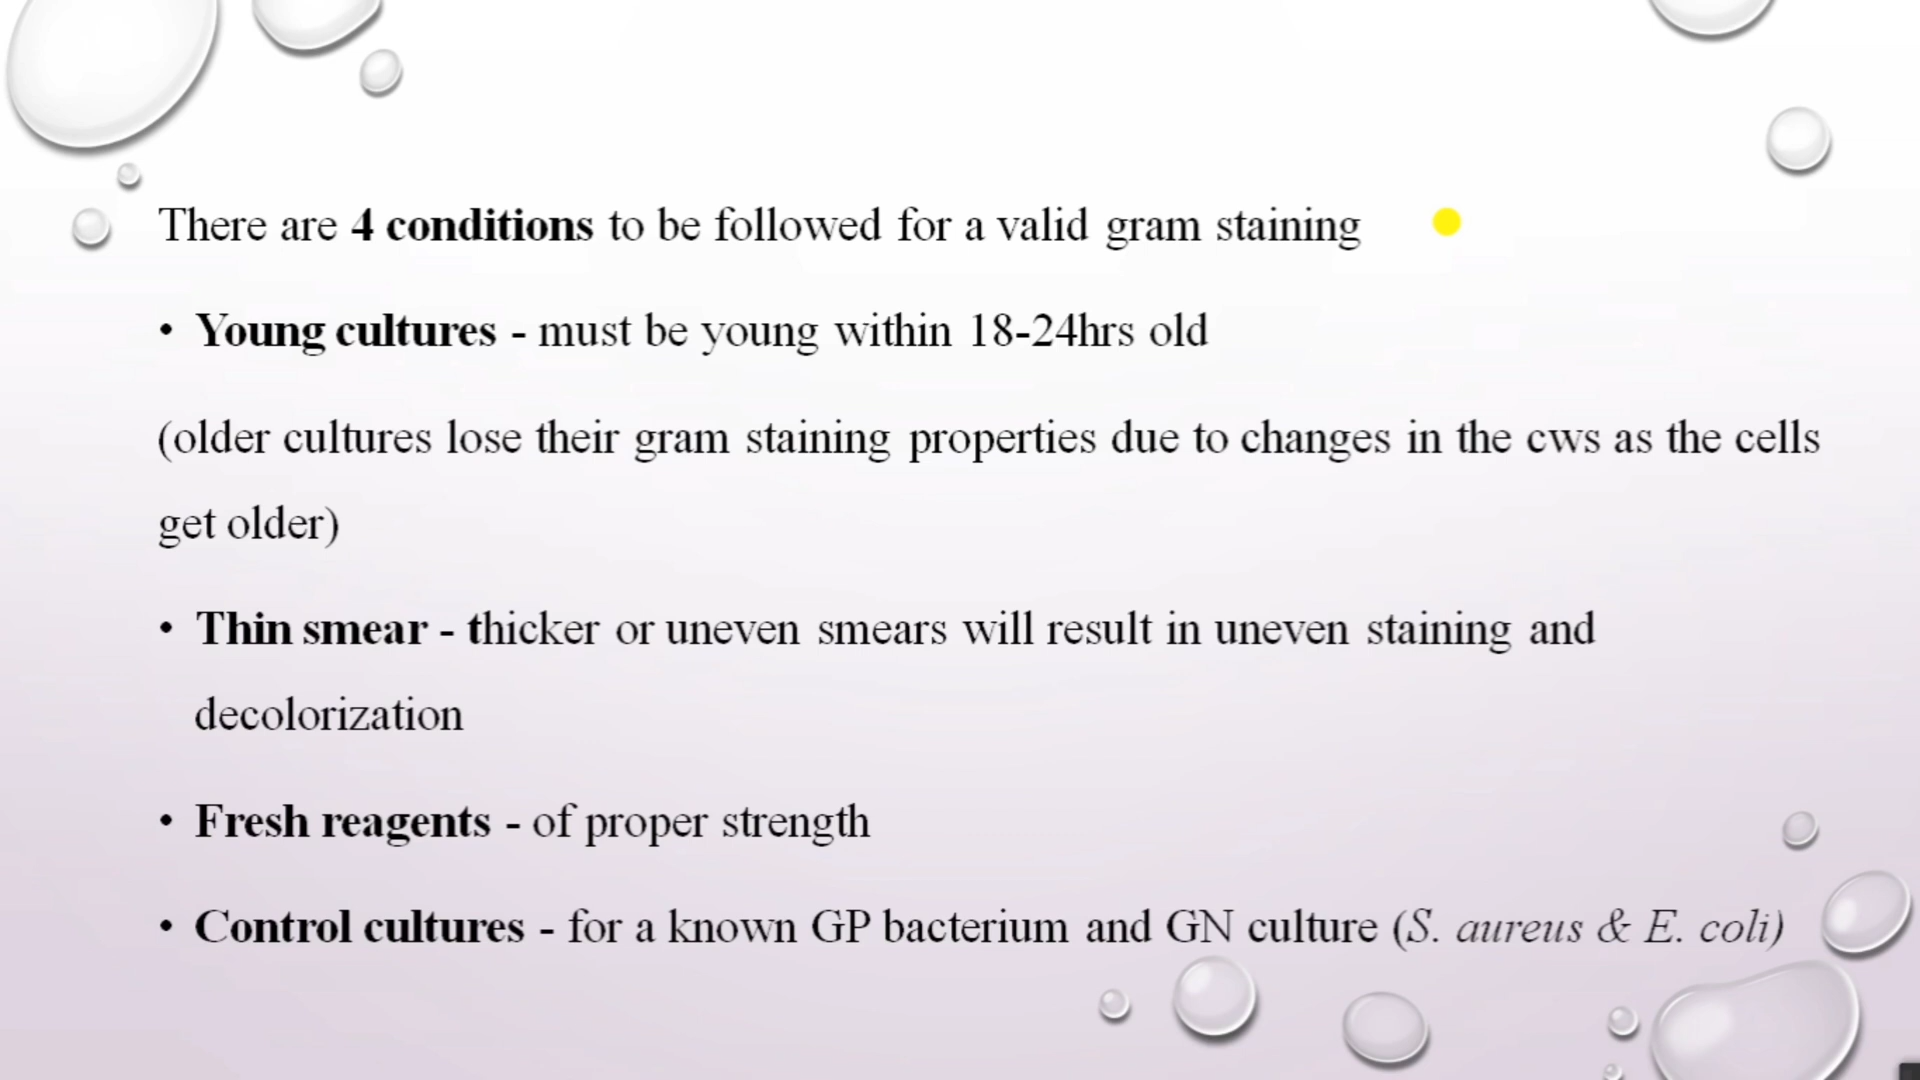 There are 4 conditions to be followed for a valid gram staining
• Young cultures - must be young within 18-24hrs old
(older cultures lose their gram staining properties due to changes in the cws as the cells
get older)
• Thin smear - thicker or uneven smears will result in uneven staining and
decolorization
• Fresh reagents - of proper strength
• Control cultures - for a known GP bacterium and GN culture (S. aureus & E. coli)